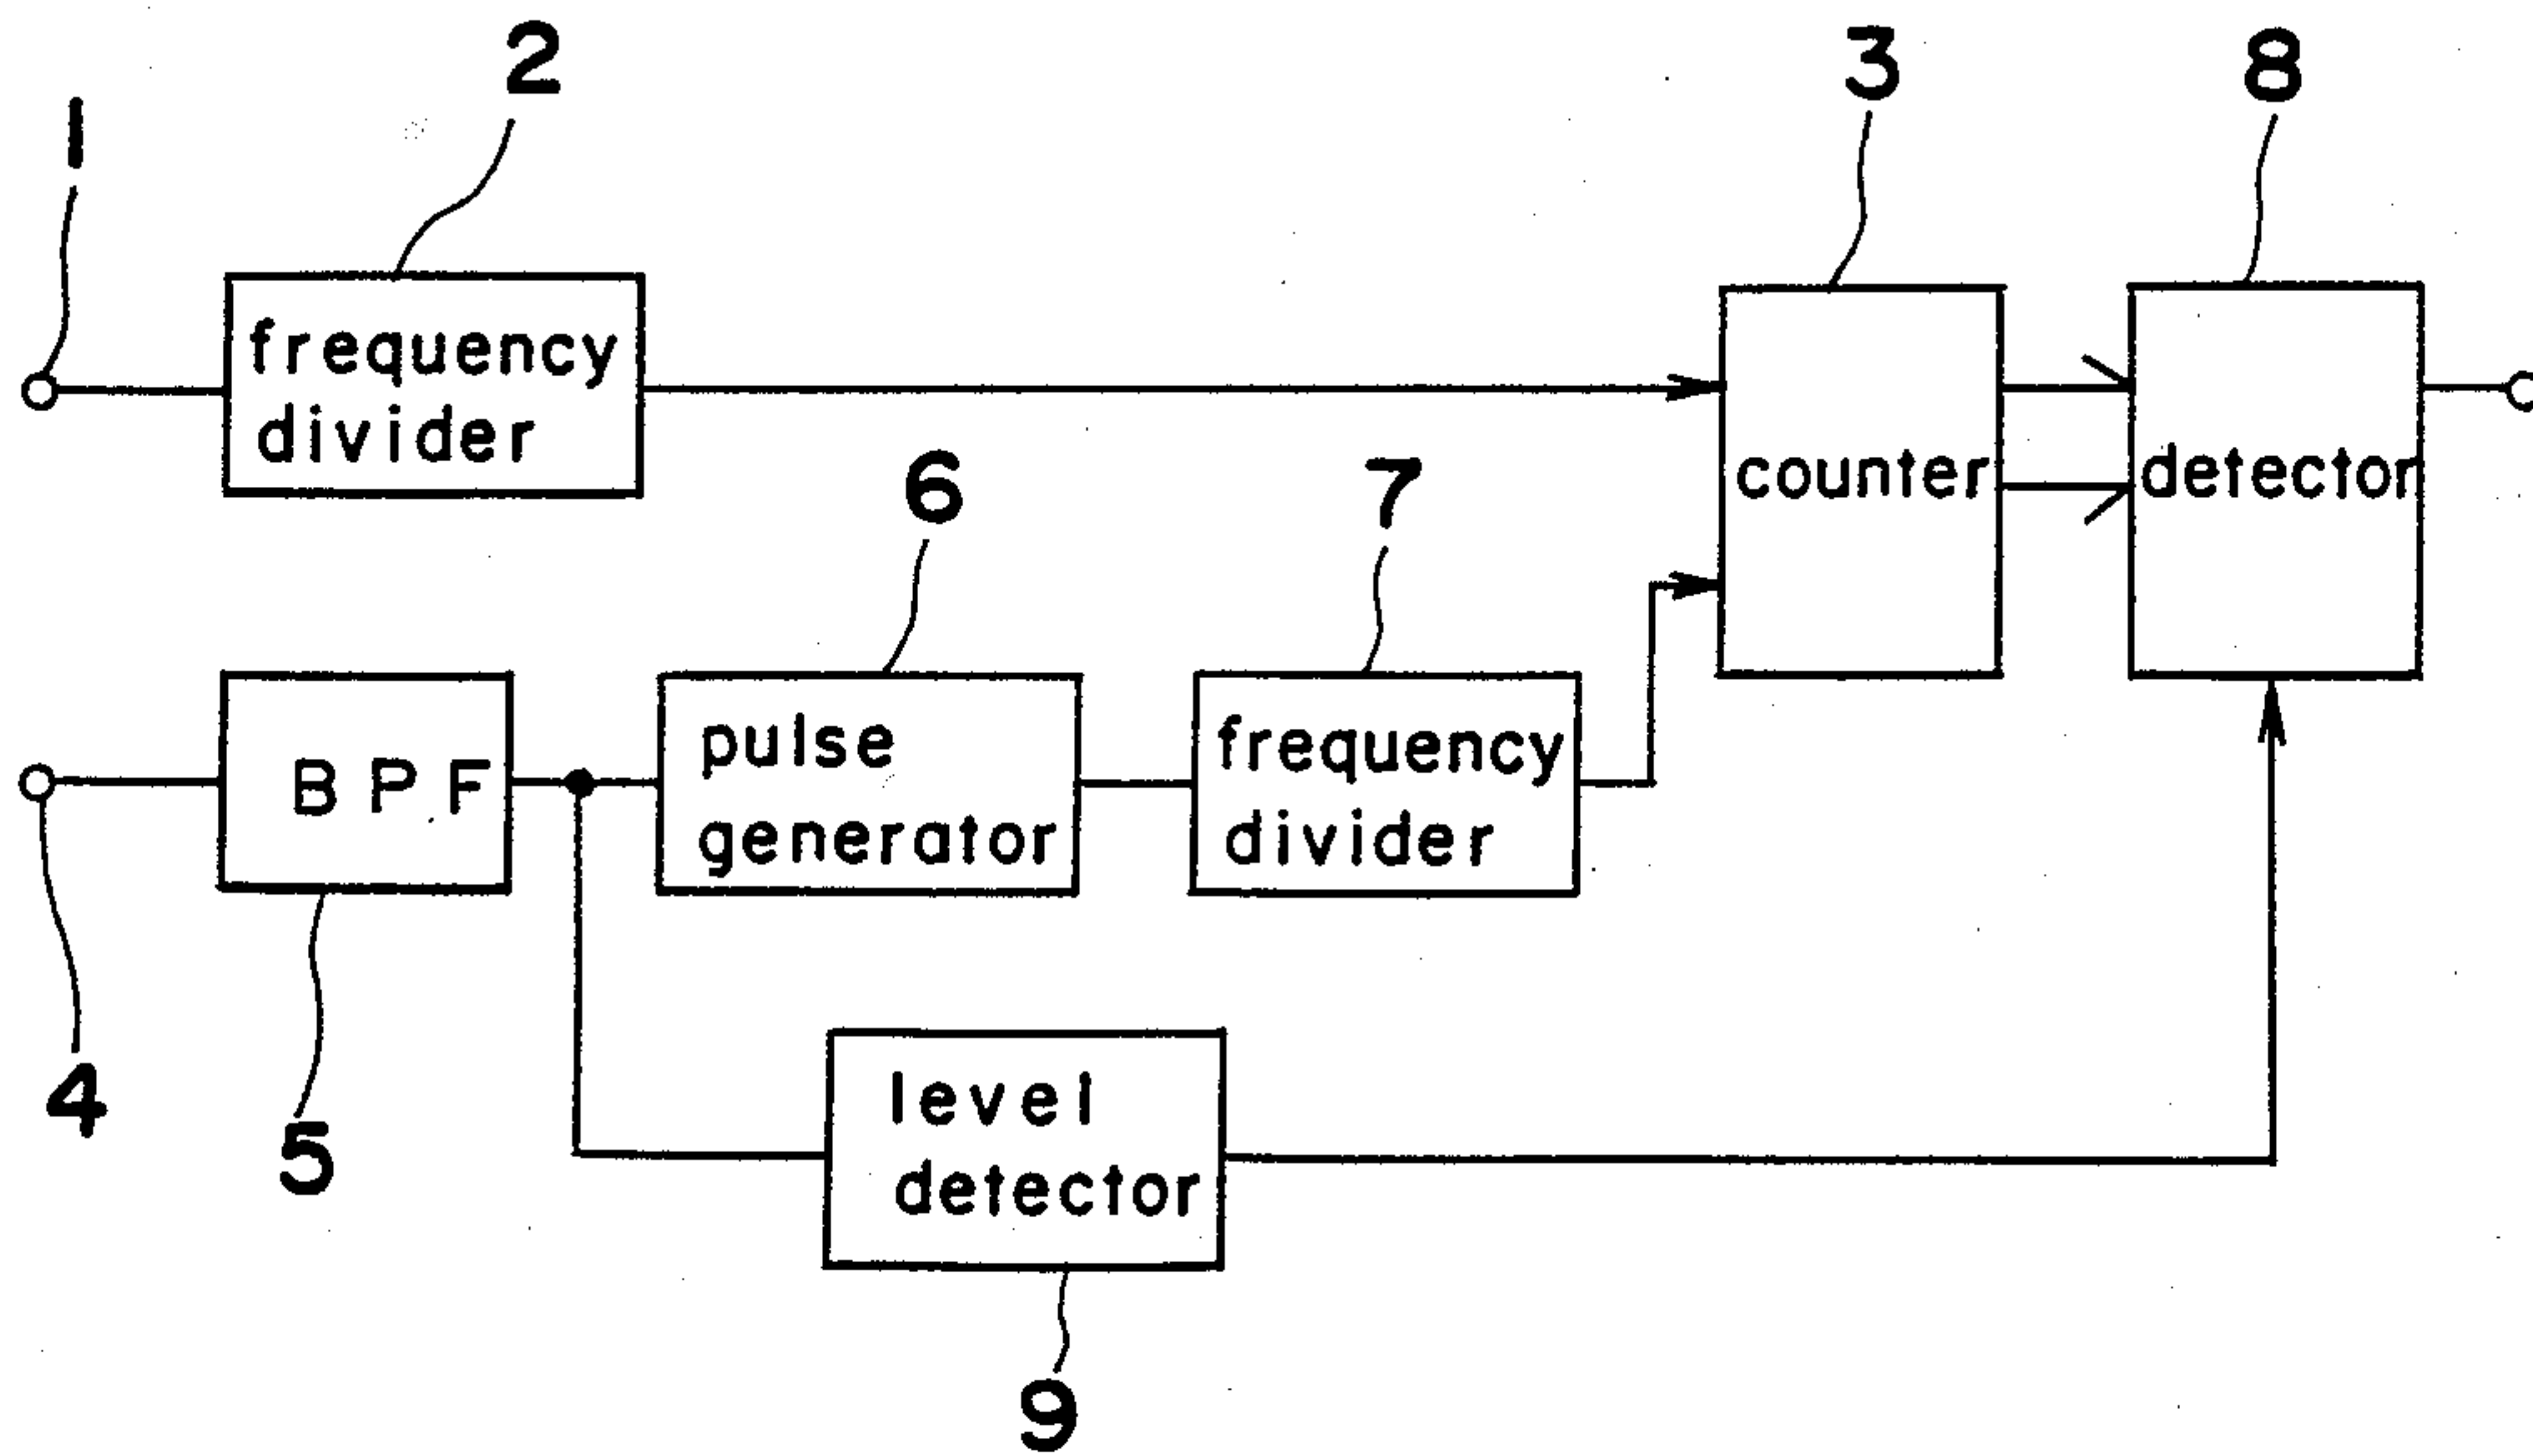 1
2
3
8
frequency
divider
counter
detector
6
7
B P F
pulse
generator
frequency
divider
4
5
level
detector
9